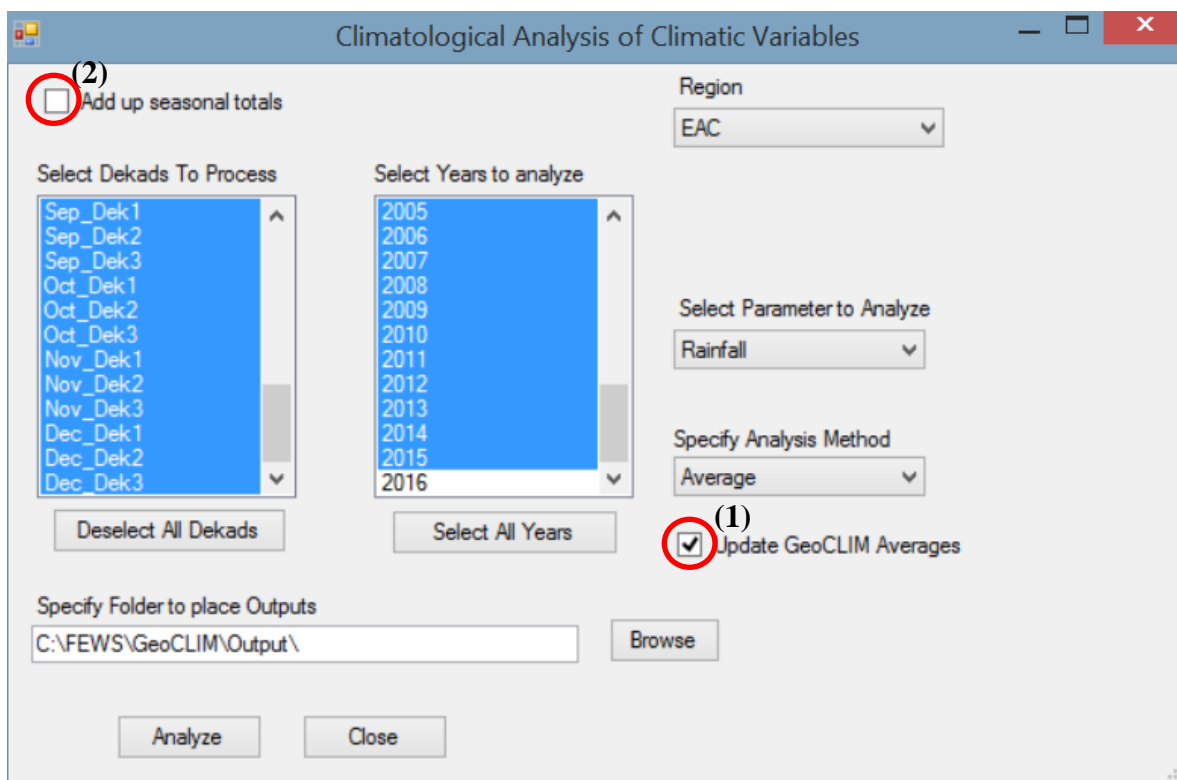 Climatological Analysis of Climatic Variables
(2)
Add up seasonal totals
Region
EAC
Select Dekads To Process
Sep_Dek1
Sep_Dek2
Sep_Dek3
Oct_Dek1
Oct_Dek2
Oct_Dek3
Nov_Dek1
Nov_Dek2
Nov_Dek3
Dec_Dek1
Dec_Dek2
Dec_Dek3
Deselect All Dekads
Select Years to analyze
2005
2006
2007
2008
2009
2010
2011
2012
2013
2014
2015
2016
Select All Years
Select Parameter to Analyze
Rainfall
Specify Analysis Method
Average
(1)
Update GeoCLIM Averages
Specify Folder to place Outputs
C:\FEWS\GeoCLIM\Output\
Browse
Analyze
Close